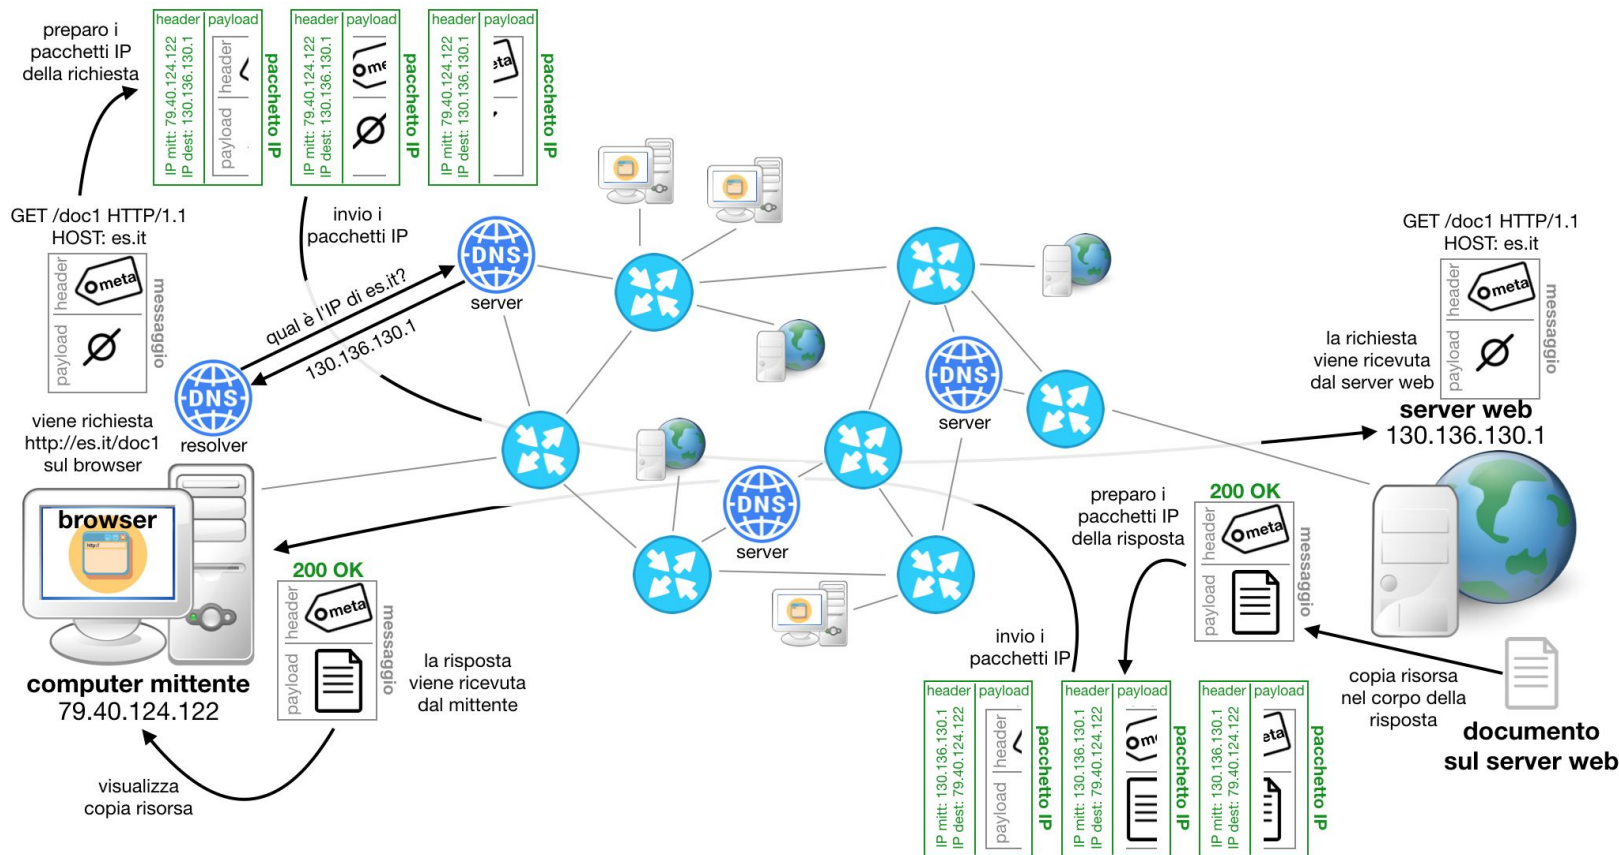 preparo i
pacchetti IP
della richiesta
header payload
IP mitt: 79.40.124.122
IP dest: 130.136.130.1
header
payload
pacchetto IP
header payload
IP mitt: 79.40.124.122
IP dest: 130.136.130.1
me
pacchetto IP
header payload
IP mitt: 79.40.124.122
IP dest: 130.136.130.1
eta
pacchetto IP
GET /doc1 HTTP/1.1
HOST: es.it
header
meta
payload
messaggio
invio i
pacchetti IP
DNS
server
qual è l'IP di es.it?
130.136.130.1
DNS
resolver
viene richiesta
http://es.it/doc1
sul browser
browser
http://
computer mittente
79.40.124.122
200 OK
header
meta
payload
messaggio
la risposta
viene ricevuta
dal mittente
visualizza
copia risorsa
DNS
server
DNS
server
GET /doc1 HTTP/1.1
HOST: es.it
header
meta
payload
messaggio
la richiesta
viene ricevuta
dal server web
server web
130.136.130.1
preparo i
pacchetti IP
della risposta
200 OK
header
meta
payload
messaggio
copia risorsa
nel corpo della
risposta
documento
sul server web
invio i
pacchetti IP
header payload
IP mitt: 130.136.130.1
IP dest: 79.40.124.122
header
payload
pacchetto IP
header payload
IP mitt: 130.136.130.1
IP dest: 79.40.124.122
me
pacchetto IP
header payload
IP mitt: 130.136.130.1
IP dest: 79.40.124.122
eta
pacchetto IP